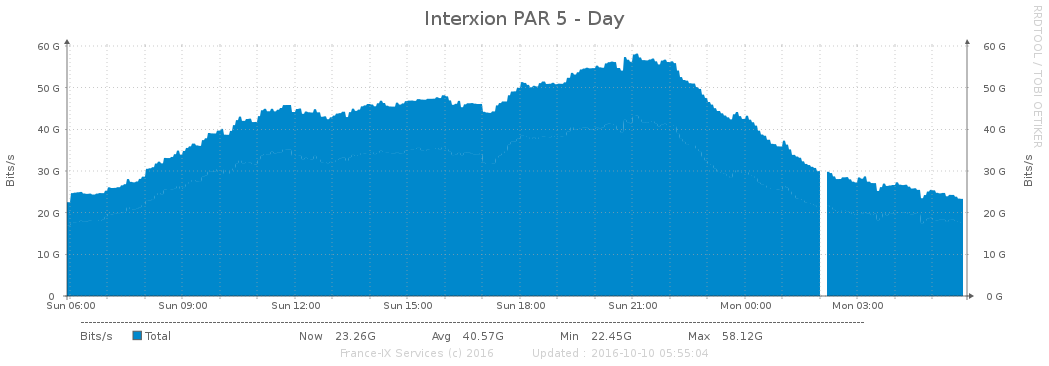 Interxion PAR 5 - Day
RRDTOOL / TOBI OETIKER
Bits/s
60 G
50 G
40 G
30 G
20 G
10 G
0
60 G
50 G
40 G
30 G
20 G
10 G
0 G
Bits/s
Sun 06:00 Sun 09:00 Sun 12:00 Sun 15:00 Sun 18:00 Sun 21:00 Mon 00:00 Mon 03:00
Bits/s Total Now 23.26G Avg 40.57G Min 22.45G Max 58.12G
France-IX Services (c) 2016 Updated : 2016-10-10 05:55:04